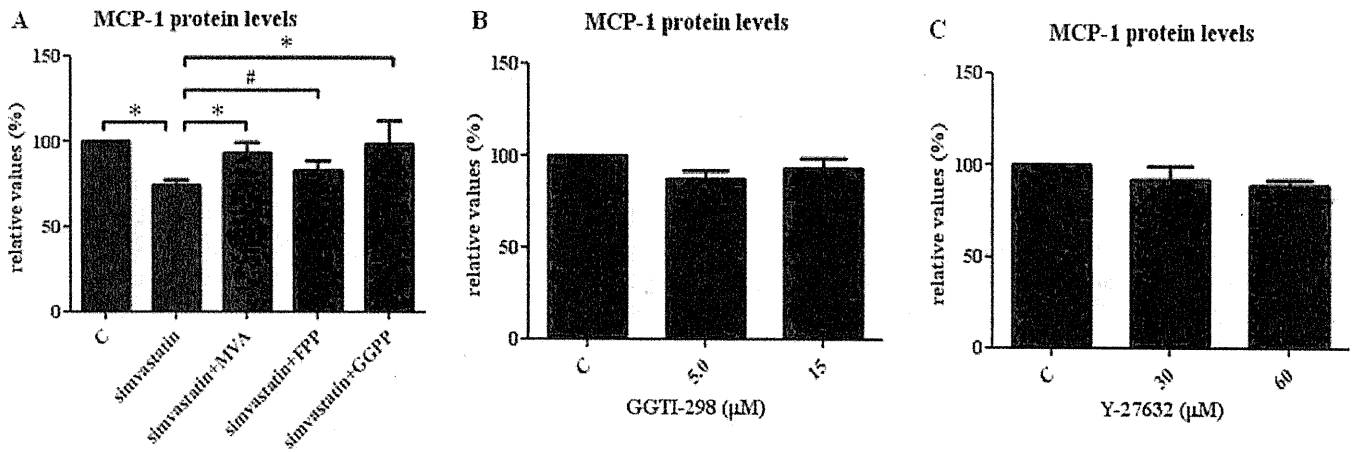 A
MCP-1 protein levels
relative values (%)
150
100
50
0
*
#
*
*
C
simvastatin
simvastatin+MVA
simvastatin+FPP
simvastatin+GGPP
B
MCP-1 protein levels
relative values (%)
150
100
50
0
C
5.0
15
GGTI-298 (μM)
C
MCP-1 protein levels
relative values (%)
150
100
50
0
C
30
60
Y-27632 (μM)